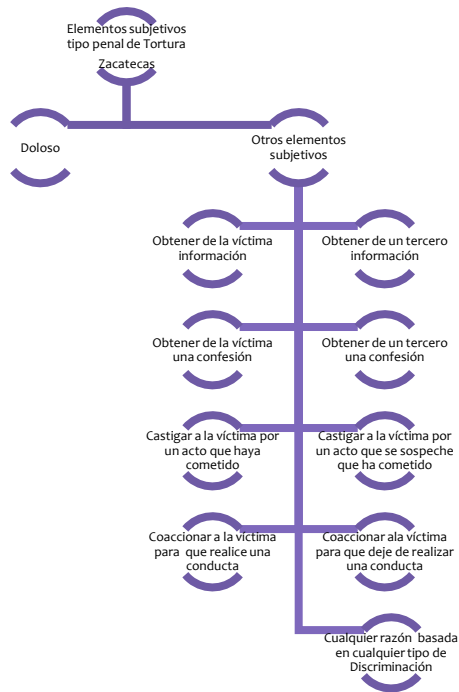 Elementos subjetivos
tipo penal de Tortura
Zacatecas
Doloso
Otros elementos
subjetivos
Obtener de la víctima
información
Obtener de un tercero
información
Obtener de la víctima
una confesión
Obtener de un tercero
una confesión
Castigar a la víctima por
un acto que haya
cometido
Castigar a la víctima por
un acto que se sospeche
que ha cometido
Coaccionar a la víctima
para que realice una
conducta
Coaccionar ala víctima
para que deje de realizar
una conducta
Cualquier razón basada
en cualquier tipo de
Discriminación